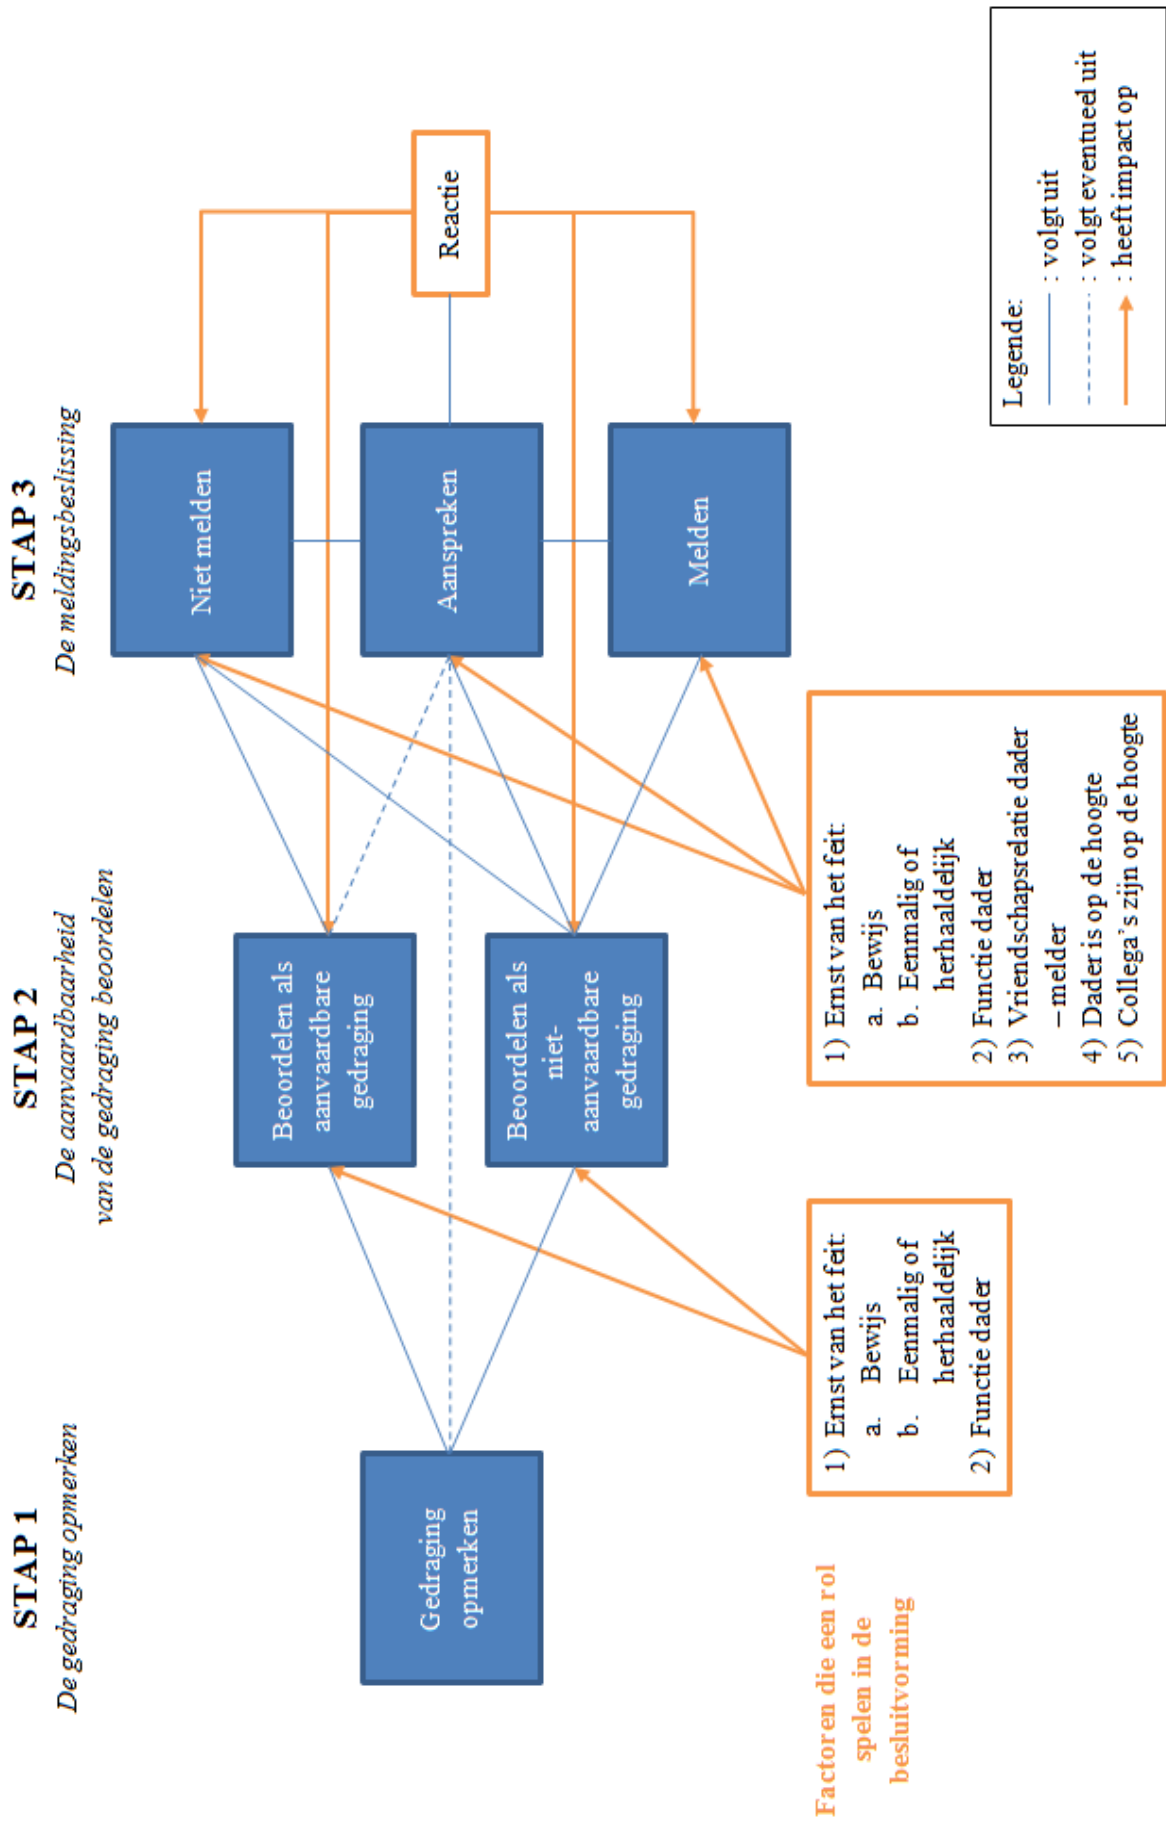 STAP 1
De gedraging opmerken
STAP 2
De aanvaardbaarheid
van de gedraging beoordelen
STAP 3
De meldingsbeslissing
Gedraging
opmerken
Beoordelen als
aanvaardbare
gedraging
Beoordelen als
niet-
aanvaardbare
gedraging
Niet melden
Aanspreken
Melden
Reactie
Factoren die een rol
spelen in de
besluitvorming
1) Ernst van het feit:
a. Bewijs
b. Eenmalig of
herhaaldelijk
2) Functie dader
1) Ernst van het feit:
a. Bewijs
b. Eenmalig of
herhaaldelijk
2) Functie dader
3) Vriendschapsrelatie dader
– melder
4) Dader is op de hoogte
5) Collega's zijn op de hoogte
Legende:
: volgt uit
: volgt eventueel uit
: heeft impact op